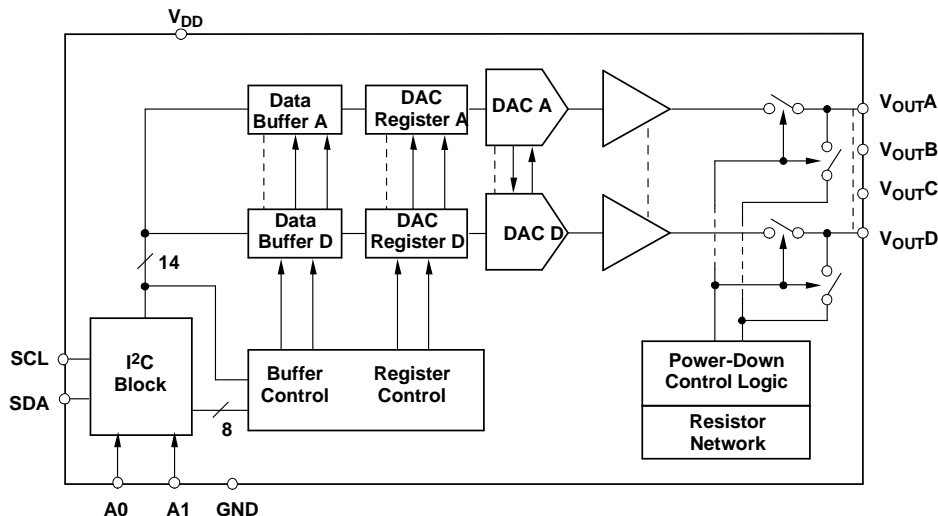 VDD
Data
Buffer A
DAC
Register A
DAC A
VOUTA
VOUTB
VOUTC
VOUTD
Data
Buffer D
DAC
Register D
DAC D
14
SCL
SDA
I2C
Block
Buffer
Control
Register
Control
8
Power-Down
Control Logic
Resistor
Network
A0
A1
GND